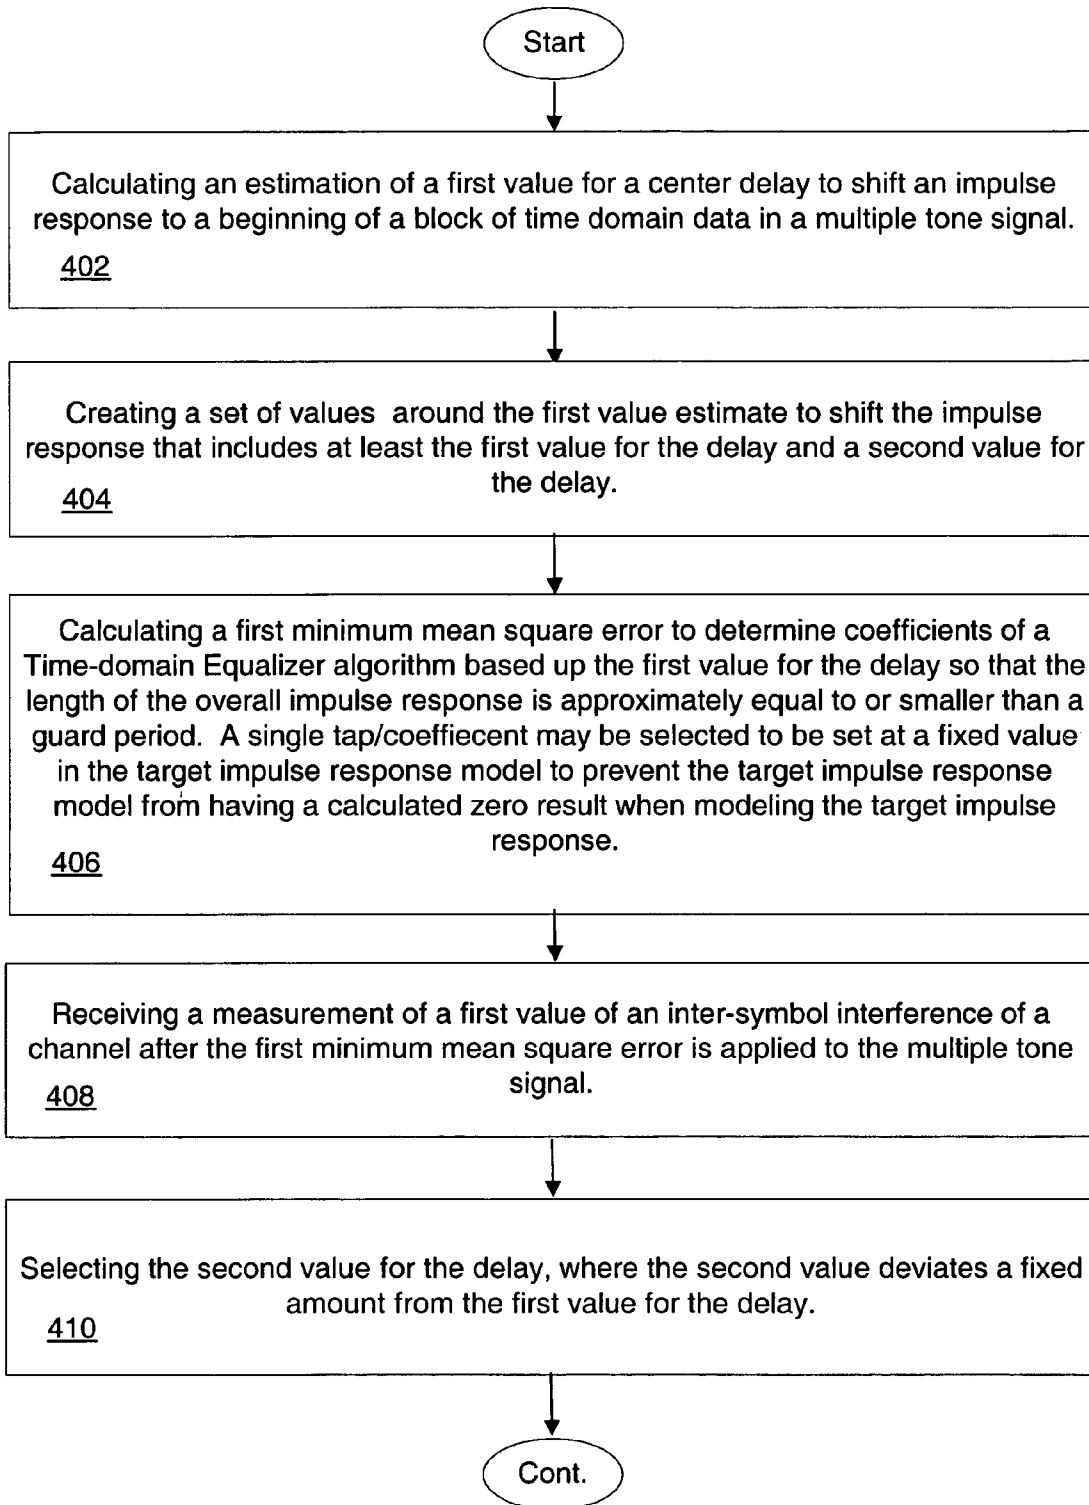 Start
Calculating an estimation of a first value for a center delay to shift an impulse
response to a beginning of a block of time domain data in a multiple tone signal.
402
Creating a set of values around the first value estimate to shift the impulse
response that includes at least the first value for the delay and a second value for
the delay.
404
Calculating a first minimum mean square error to determine coefficients of a
Time-domain Equalizer algorithm based up the first value for the delay so that the
length of the overall impulse response is approximately equal to or smaller than a
guard period. A single tap/coeffiecent may be selected to be set at a fixed value
in the target impulse response model to prevent the target impulse response
model from having a calculated zero result when modeling the target impulse
response.
406
Receiving a measurement of a first value of an inter-symbol interference of a
channel after the first minimum mean square error is applied to the multiple tone
signal.
408
Selecting the second value for the delay, where the second value deviates a fixed
amount from the first value for the delay.
410
Cont.